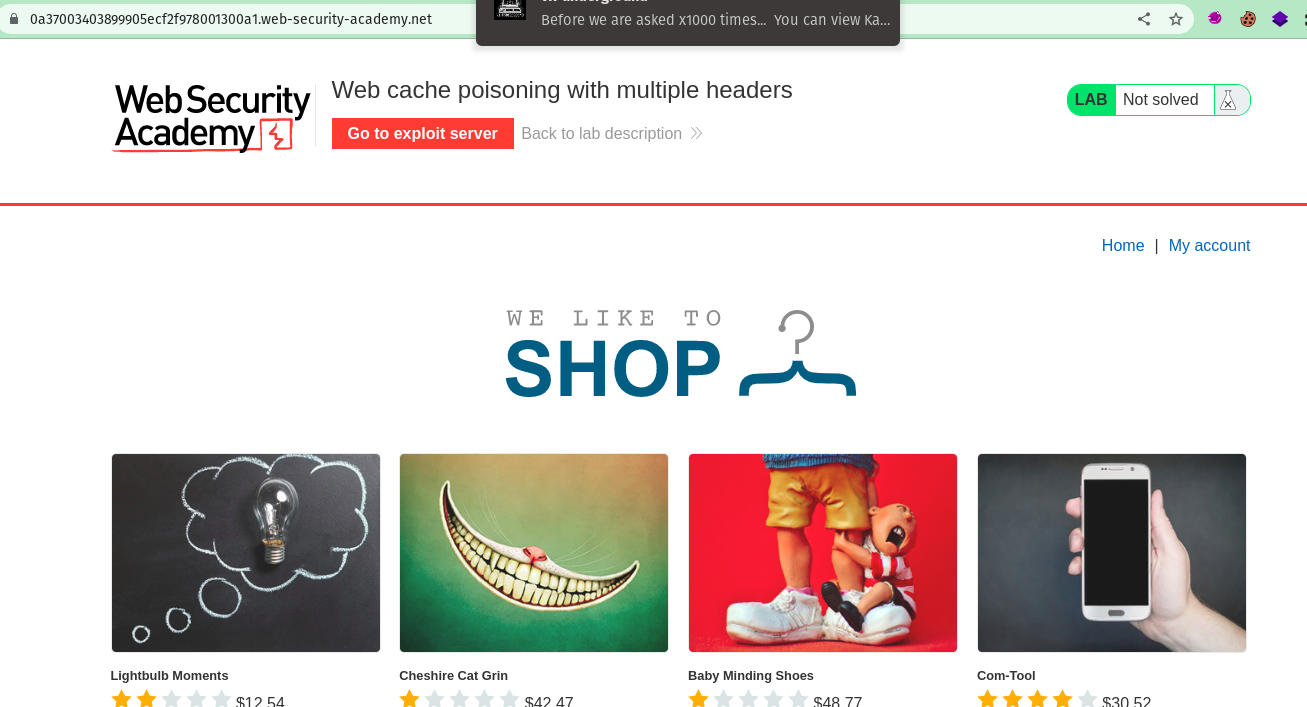 0a37003403899905ecf2f978001300a1.web-security-academy.net
Before we are asked x1000 times... You can view Ka...
Web Security
Academy
Web cache poisoning with multiple headers
Go to exploit server
Back to lab description
LAB
Not solved
Home | My account
WE LIKE TO
SHOP
Lightbulb Moments
Cheshire Cat Grin
Baby Minding Shoes
Com-Tool
$12.54
$42.47
$48.77
$30.52